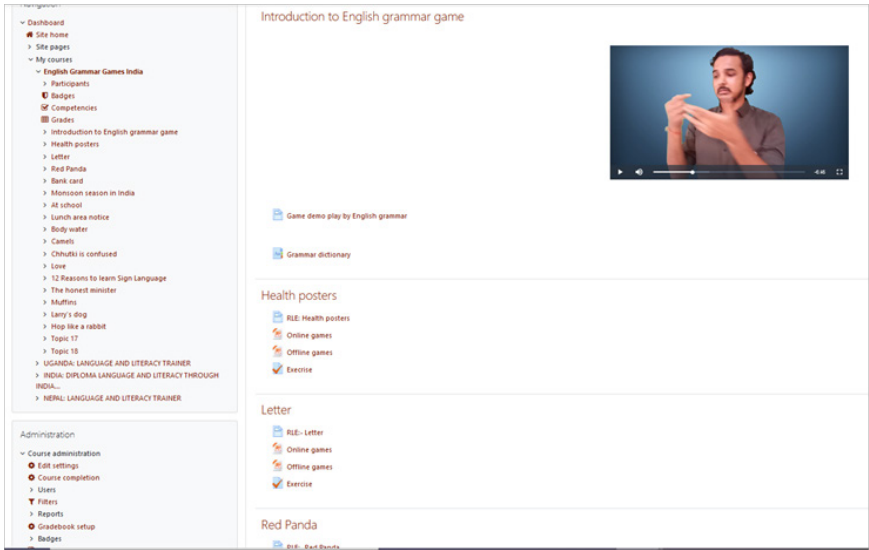 Navigation
Dashboard
Site home
Site pages
My courses
English Grammar Games India
Participants
Badges
Competencies
Grades
Introduction to English grammar game
Health posters
Letter
Red Panda
Bank card
Monsoon season in India
At school
Lunch area notice
Body water
Camels
Chhutki is confused
Love
12 Reasons to learn Sign Language
The honest minister
Muffins
Larry's dog
Hop like a rabbit
Topic 17
Topic 18
UGANDA: LANGUAGE AND LITERACY TRAINER
INDIA: DIPLOMA LANGUAGE AND LITERACY THROUGH
INDIA...
NEPAL: LANGUAGE AND LITERACY TRAINER
Administration
Course administration
Edit settings
Course completion
Users
Filters
Reports
Gradebook setup
Badges
Introduction to English grammar game
Game demo play by English grammar
Grammar dictionary
Health posters
RLE: Health posters
Online games
Offline games
Exercise
Letter
RLE:- Letter
Online games
Offline games
Exercise
Red Panda
RLE:- Red Panda